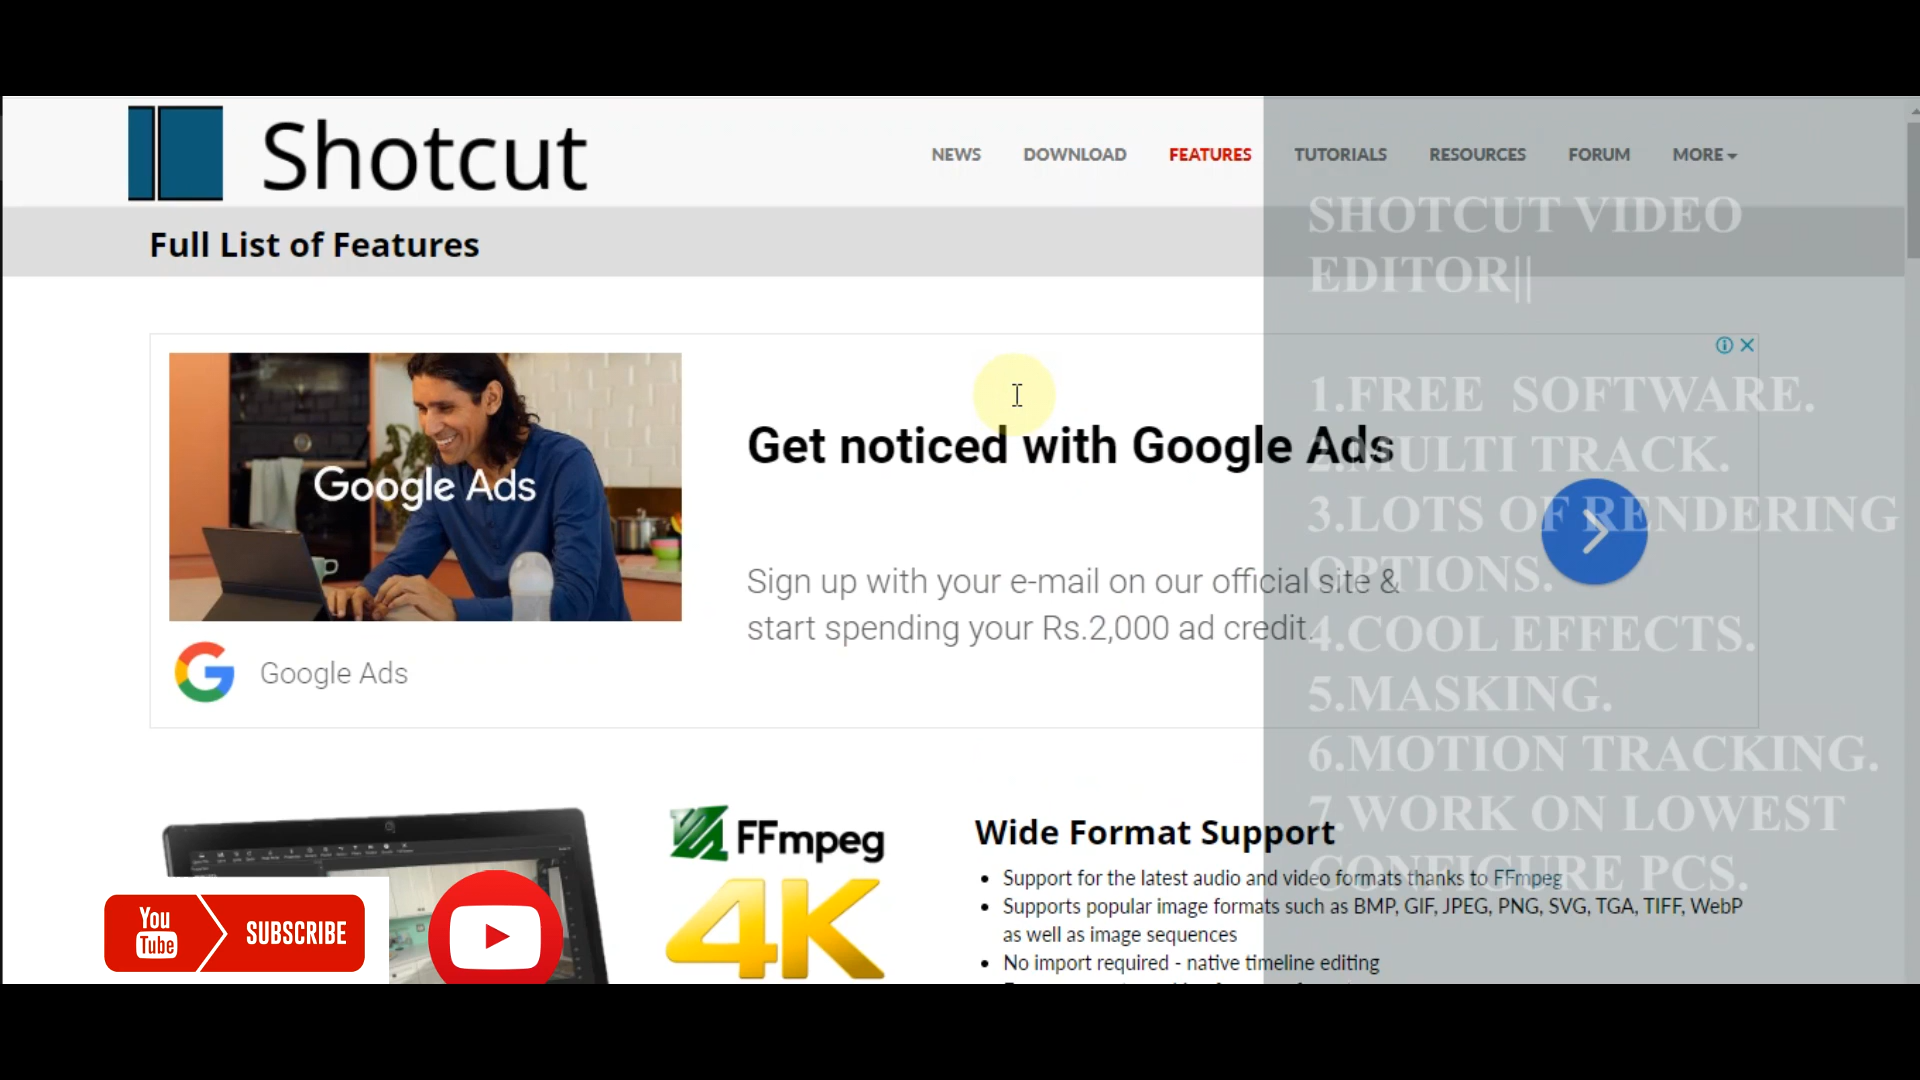 Shotcut
NEWS DOWNLOAD FEATURES TUTORIALS RESOURCES FORUM MORE
Full List of Features
SHOTCUT VIDEO
EDITOR||
1.FREE SOFTWARE.
2.MULTI TRACK.
3.LOTS OF RENDERING
OPTIONS.
4.COOL EFFECTS.
5.MASKING.
6.MOTION TRACKING.
7.WORK ON LOWEST
CONFIGURE PCS.
Google Ads
Get noticed with Google Ads
Sign up with your e-mail on our official site &
start spending your Rs.2,000 ad credit.
Google Ads
FFmpeg
4K
Wide Format Support
• Support for the latest audio and video formats thanks to FFmpeg
• Supports popular image formats such as BMP, GIF, JPEG, PNG, SVG, TGA, TIFF, WebP
as well as image sequences
• No import required - native timeline editing
You
Tube
SUBSCRIBE